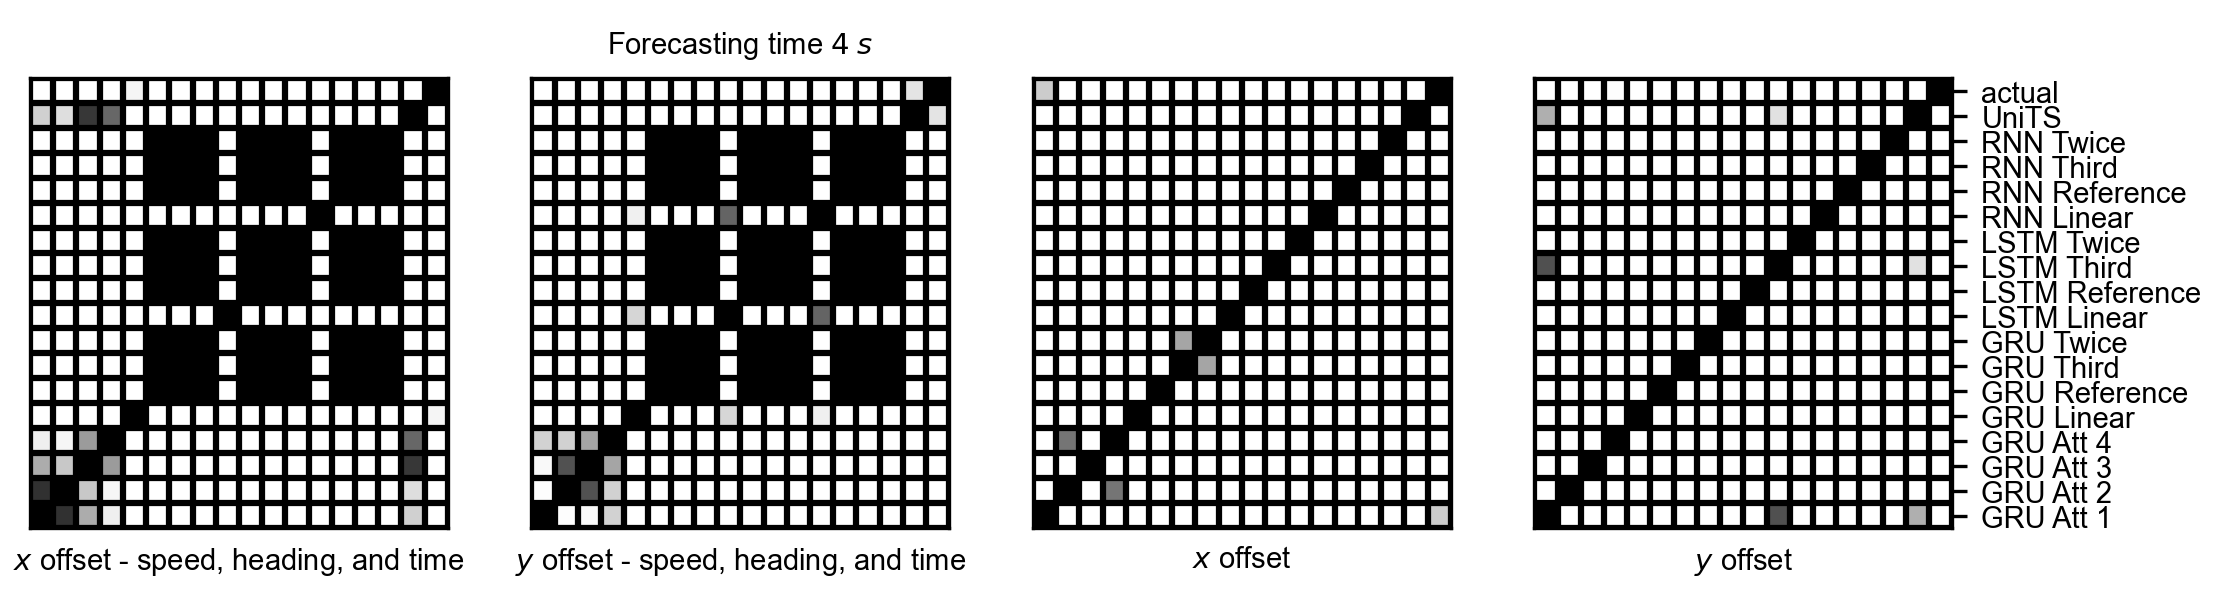 Forecasting time 4 s
actual
UniTS
RNN Twice
RNN Third
RNN Reference
RNN Linear
LSTM Twice
LSTM Third
LSTM Reference
LSTM Linear
GRU Twice
GRU Third
GRU Reference
GRU Linear
GRU Att 4
GRU Att 3
GRU Att 2
GRU Att 1
x offset - speed, heading, and time
y offset - speed, heading, and time
x offset
y offset